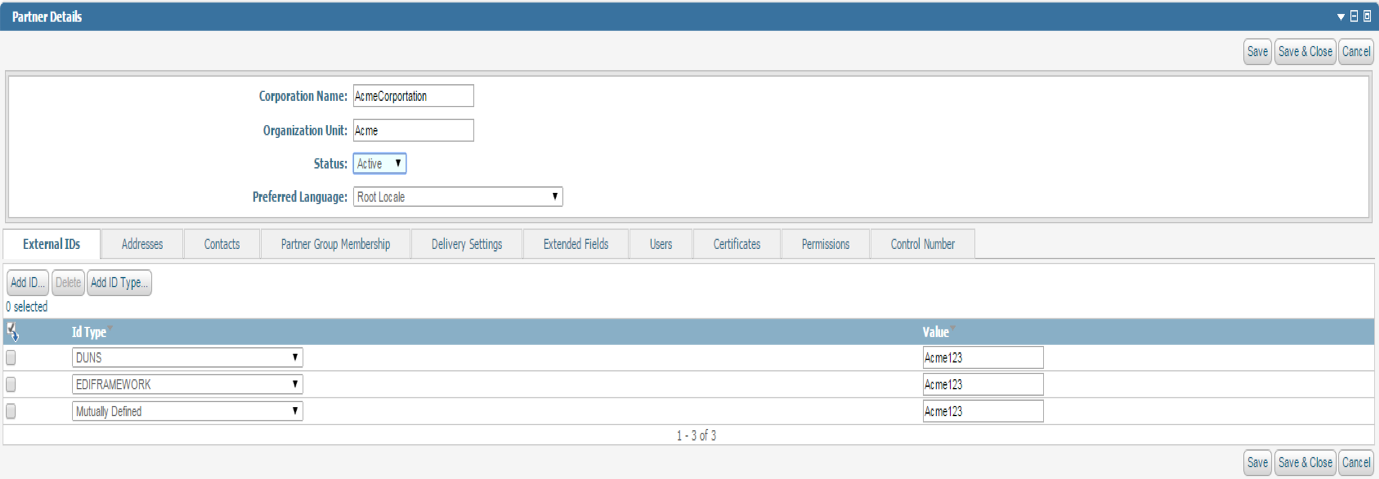 Partner Details
Save Save & Close Cancel
Corporation Name: AcmeCorportation
Organization Unit: Acme
Status: Active
Preferred Language: Root Locale
External IDs Addresses Contacts Partner Group Membership Delivery Settings Extended Fields Users Certificates Permissions Control Number
Add ID... Delete Add ID Type...
0 selected
Id Type* Value*
DUNS Acme123
EDIFRAMEWORK Acme123
Mutually Defined Acme123
1 - 3 of 3
Save Save & Close Cancel